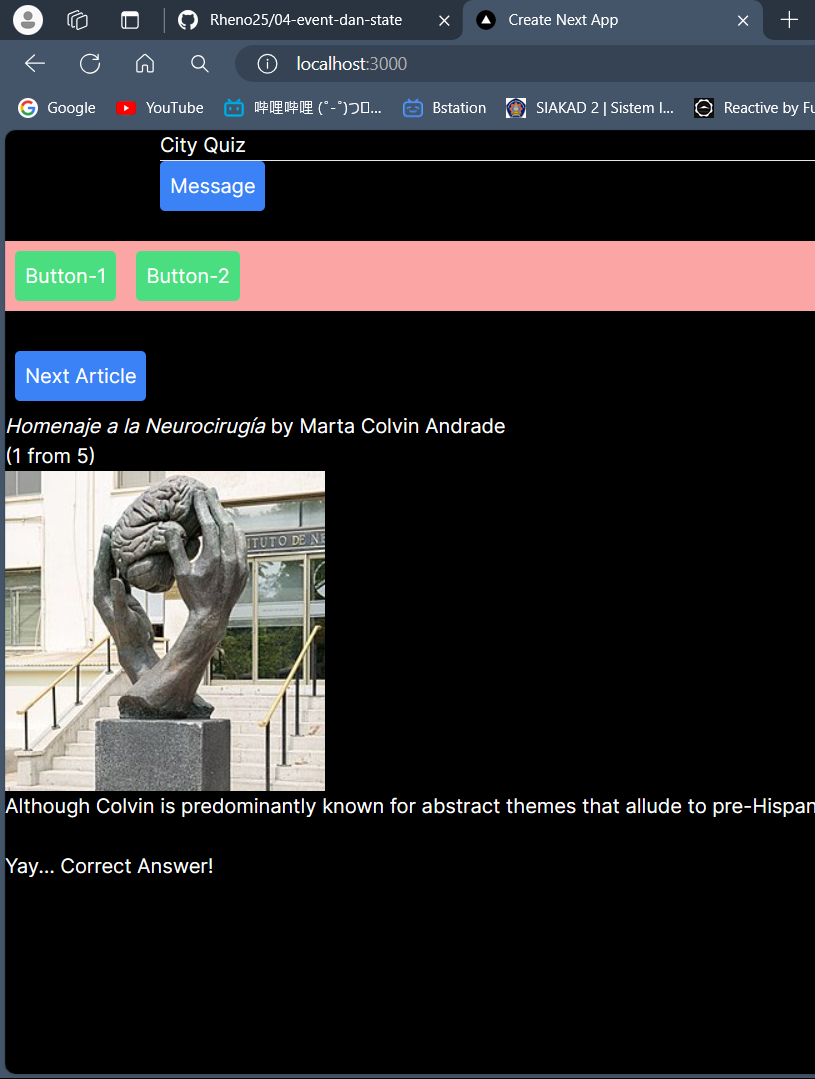 Rheno25/04-event-dan-state
Create Next App
localhost:3000
Google
YouTube
哔哩哔哩 (゜-゜)つ
Bstation
SIAKAD 2 | Sistem I...
Reactive by Fu
City Quiz
Message
Button-1
Button-2
Next Article
Homenaje a la Neurocirugía by Marta Colvin Andrade
(1 from 5)
ITUTO DE NE
Although Colvin is predominantly known for abstract themes that allude to pre-Hispan
Yay... Correct Answer!